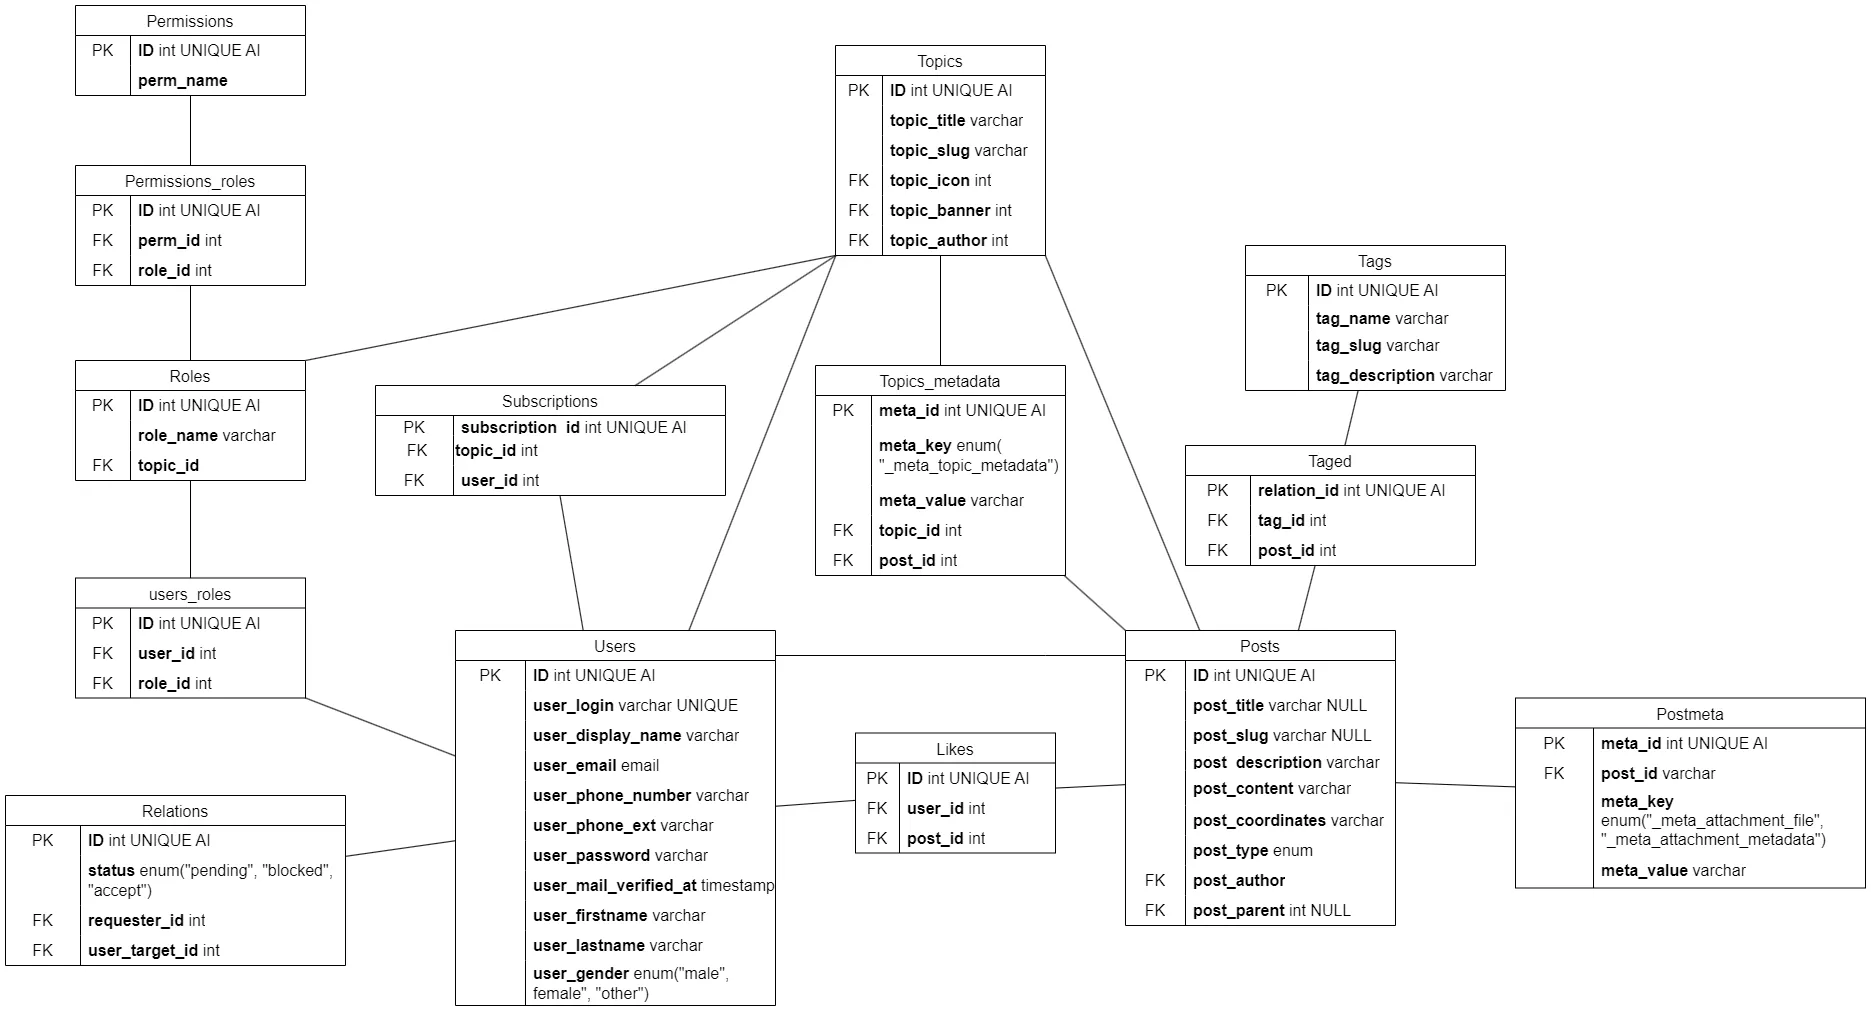 Permissions
PK ID int UNIQUE AI
perm_name
Permissions_roles
PK ID int UNIQUE AI
FK perm_id int
FK role_id int
Roles
PK ID int UNIQUE AI
role_name varchar
FK topic_id
users_roles
PK ID int UNIQUE AI
FK user_id int
FK role_id int
Relations
PK ID int UNIQUE AI
status enum("pending", "blocked",
"accept")
FK requester_id int
FK user_target_id int
Subscriptions
PK subscription_id int UNIQUE AI
FK topic_id int
FK user_id int
Users
PK ID int UNIQUE AI
user_login varchar UNIQUE
user_display_name varchar
user_email email
user_phone_number varchar
user_phone_ext varchar
user_password varchar
user_mail_verified_at timestamp
user_firstname varchar
user_lastname varchar
user_gender enum("male",
female", "other")
Topics
PK ID int UNIQUE AI
topic_title varchar
topic_slug varchar
FK topic_icon int
FK topic_banner int
FK topic_author int
Topics_metadata
PK meta_id int UNIQUE AI
meta_key enum(
"_meta_topic_metadata")
meta_value varchar
FK topic_id int
FK post_id int
Likes
PK ID int UNIQUE AI
FK user_id int
FK post_id int
Tags
PK ID int UNIQUE AI
tag_name varchar
tag_slug varchar
tag_description varchar
Taged
PK relation_id int UNIQUE AI
FK tag_id int
FK post_id int
Posts
PK ID int UNIQUE AI
post_title varchar NULL
post_slug varchar NULL
post_description varchar
post_content varchar
post_coordinates varchar
post_type enum
FK post_author
FK post_parent int NULL
Postmeta
PK meta_id int UNIQUE AI
FK post_id varchar
meta_key
enum("_meta_attachment_file",
"_meta_attachment_metadata")
meta_value varchar